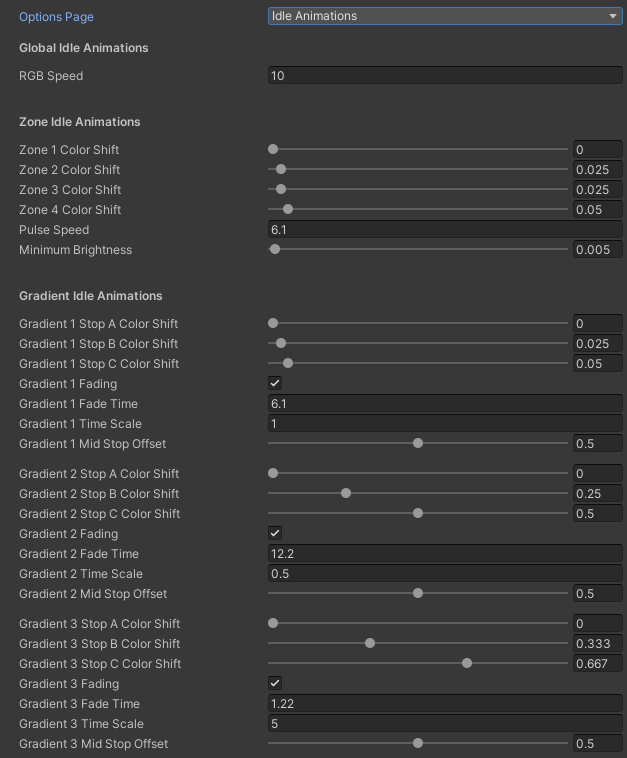 Options Page Idle Animations
Global Idle Animations
RGB Speed 10
Zone Idle Animations
Zone 1 Color Shift 0
Zone 2 Color Shift 0.025
Zone 3 Color Shift 0.025
Zone 4 Color Shift 0.05
Pulse Speed 6.1
Minimum Brightness 0.005
Gradient Idle Animations
Gradient 1 Stop A Color Shift 0
Gradient 1 Stop B Color Shift 0.025
Gradient 1 Stop C Color Shift 0.05
Gradient 1 Fading
Gradient 1 Fade Time 6.1
Gradient 1 Time Scale 1
Gradient 1 Mid Stop Offset 0.5
Gradient 2 Stop A Color Shift 0
Gradient 2 Stop B Color Shift 0.25
Gradient 2 Stop C Color Shift 0.5
Gradient 2 Fading
Gradient 2 Fade Time 12.2
Gradient 2 Time Scale 0.5
Gradient 2 Mid Stop Offset 0.5
Gradient 3 Stop A Color Shift 0
Gradient 3 Stop B Color Shift 0.333
Gradient 3 Stop C Color Shift 0.667
Gradient 3 Fading
Gradient 3 Fade Time 1.22
Gradient 3 Time Scale 5
Gradient 3 Mid Stop Offset 0.5